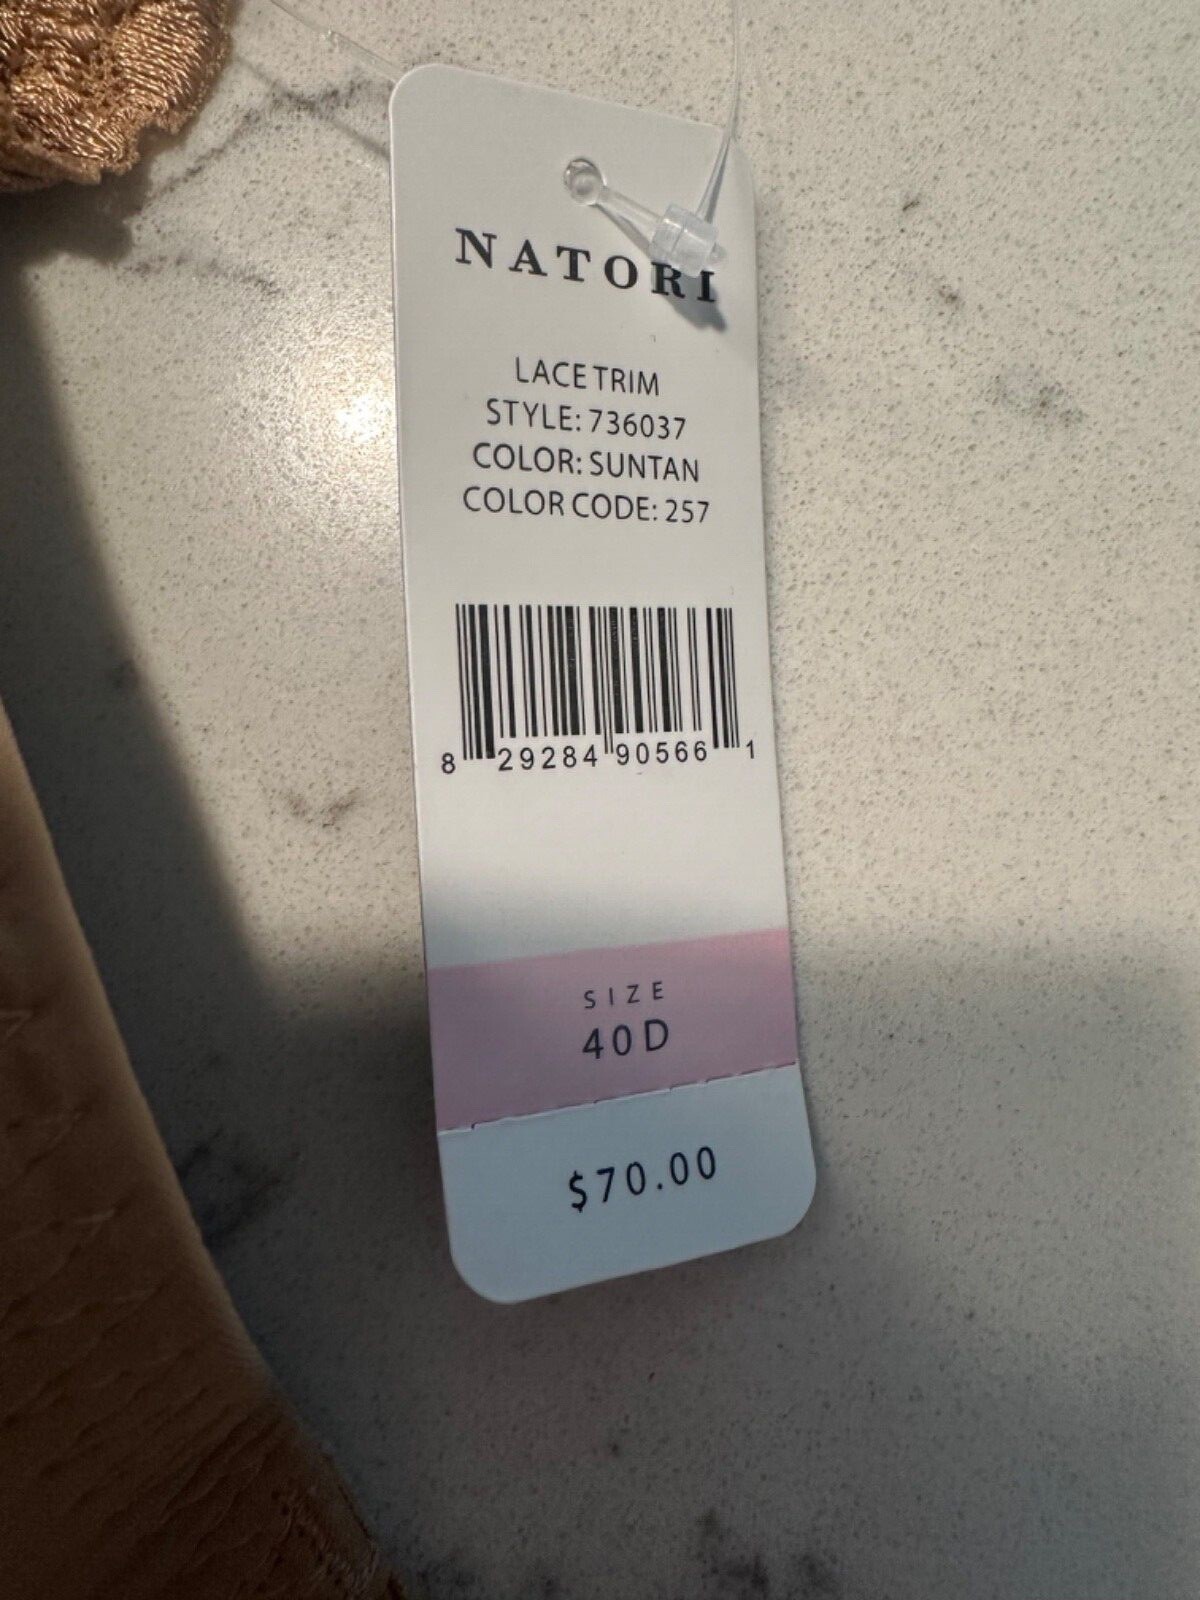 NATORI
LACE TRIM
STYLE: 736037
COLOR: SUNTAN
COLOR CODE: 257
8 29284 90566 1
SIZE
40D
$70.00